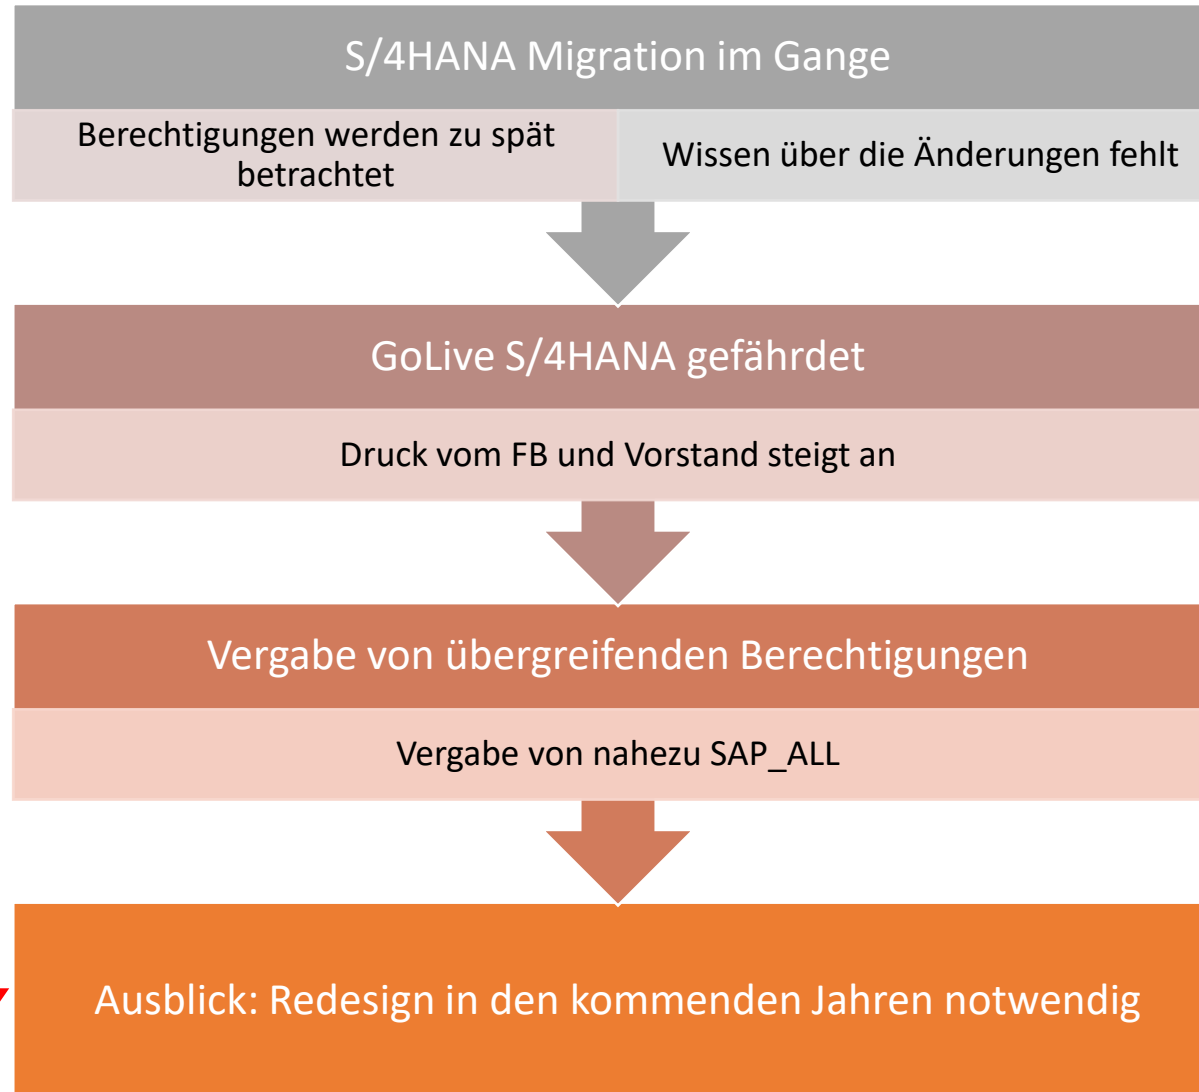 S/4HANA Migration im Gange
Berechtigungen werden zu spät
betrachtet
Wissen über die Änderungen fehlt
GoLive S/4HANA gefährdet
Druck vom FB und Vorstand steigt an
Vergabe von übergreifenden Berechtigungen
Vergabe von nahezu SAP_ALL
Ausblick: Redesign in den kommenden Jahren notwendig